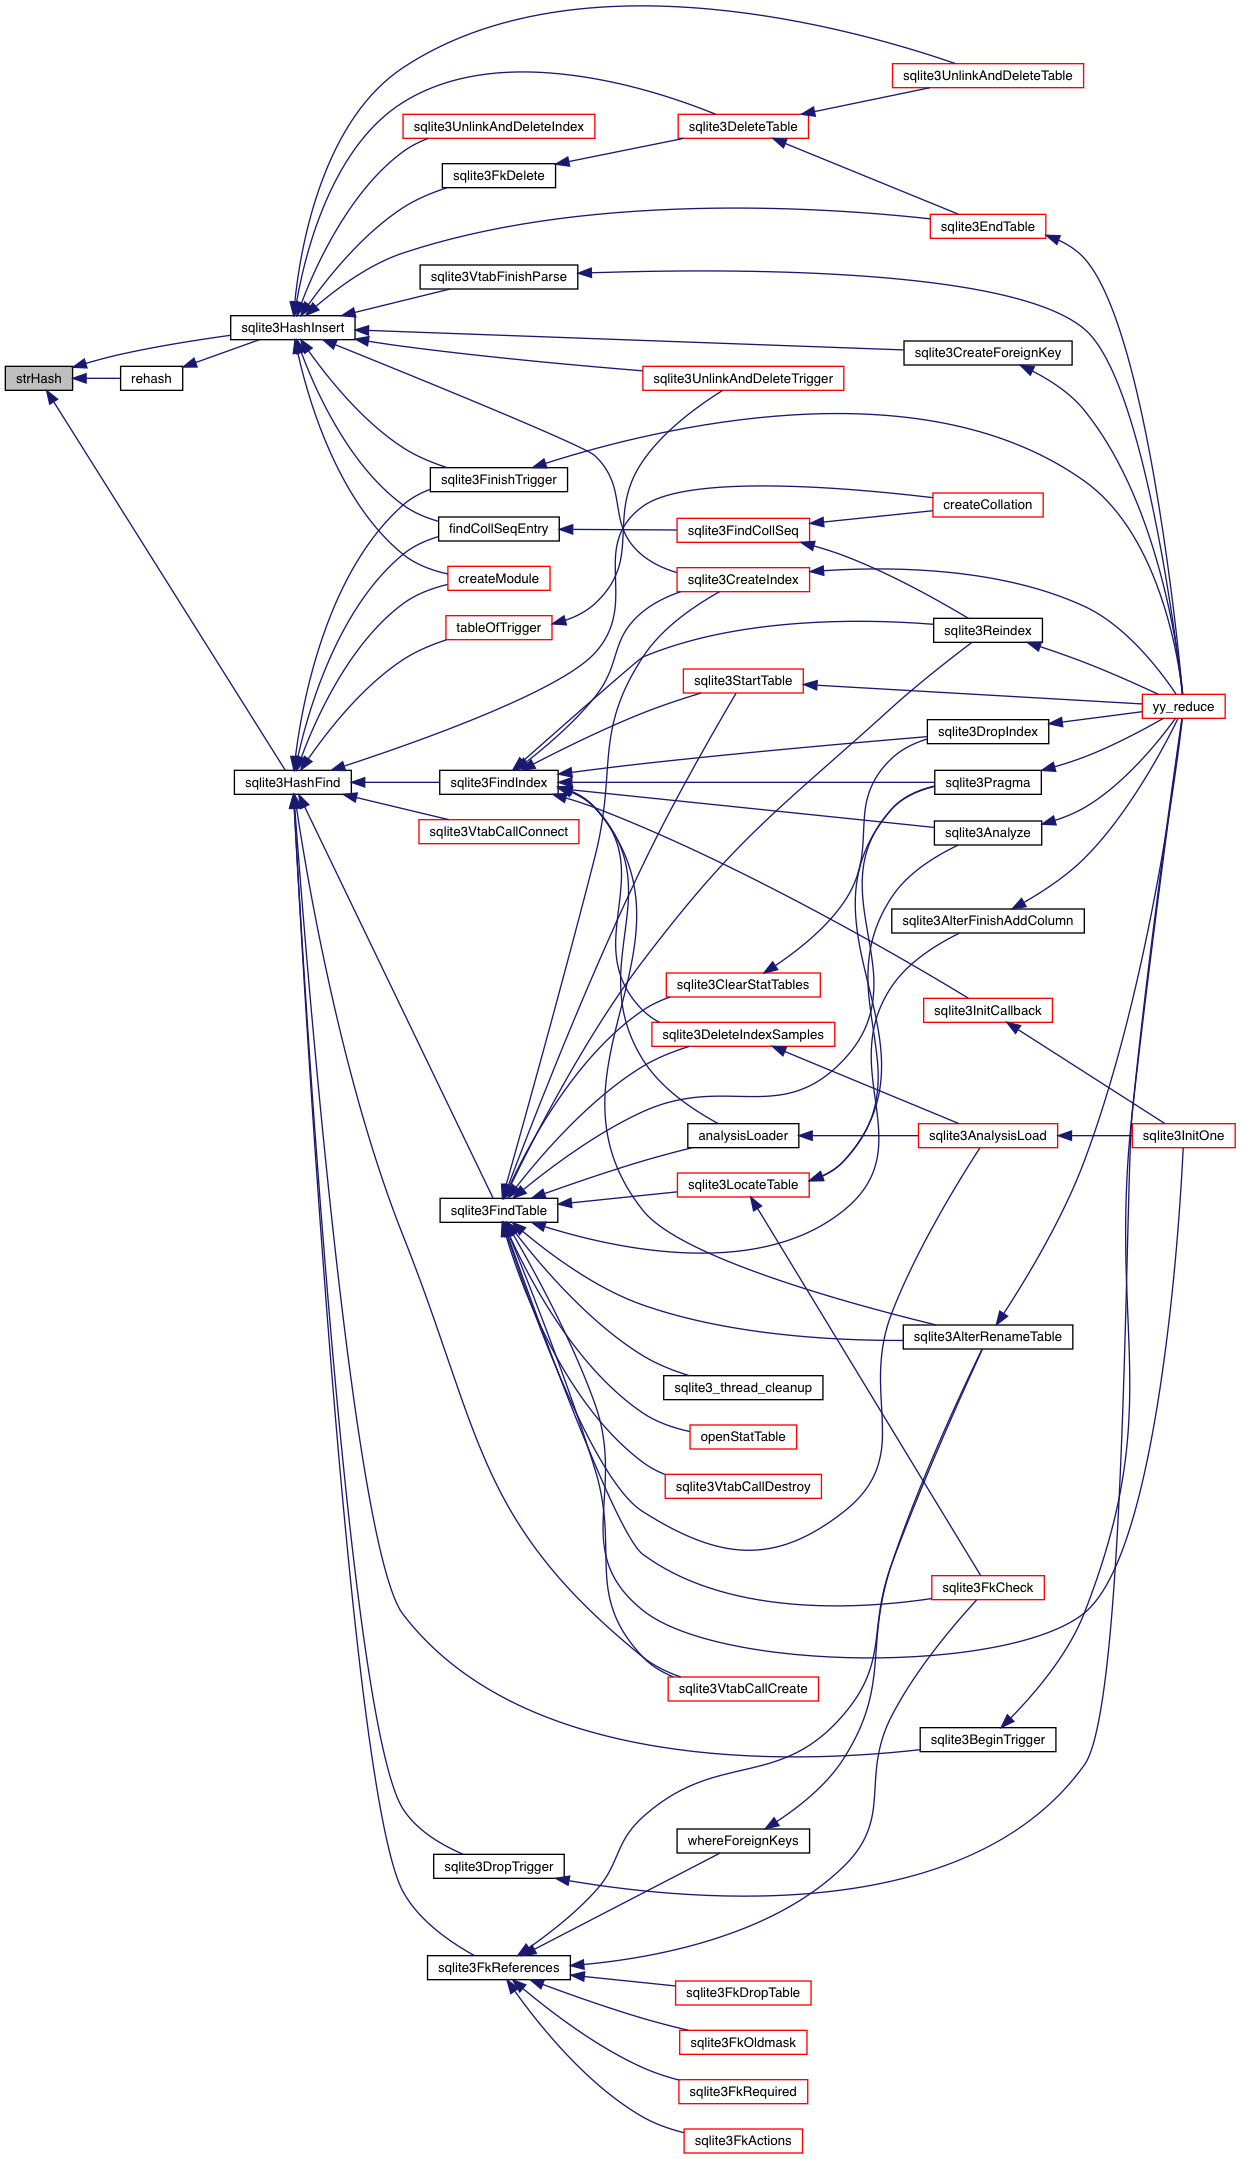 sqlite3UnlinkAndDeleteTable
sqlite3UnlinkAndDeleteIndex
sqlite3DeleteTable
sqlite3FkDelete
sqlite3EndTable
sqlite3VtabFinishParse
sqlite3HashInsert
sqlite3CreateForeignKey
strHash
rehash
sqlite3UnlinkAndDeleteTrigger
sqlite3FinishTrigger
createCollation
findCollSeqEntry
sqlite3FindCollSeq
createModule
sqlite3CreateIndex
tableOfTrigger
sqlite3Reindex
sqlite3StartTable
yy_reduce
sqlite3DropIndex
sqlite3HashFind
sqlite3FindIndex
sqlite3Pragma
sqlite3VtabCallConnect
sqlite3Analyze
sqlite3AlterFinishAddColumn
sqlite3ClearStatTables
sqlite3InitCallback
sqlite3DeleteIndexSamples
analysisLoader
sqlite3AnalysisLoad
sqlite3InitOne
sqlite3LocateTable
sqlite3FindTable
sqlite3AlterRenameTable
sqlite3_thread_cleanup
openStatTable
sqlite3VtabCallDestroy
sqlite3FkCheck
sqlite3VtabCallCreate
sqlite3BeginTrigger
whereForeignKeys
sqlite3DropTrigger
sqlite3FkReferences
sqlite3FkDropTable
sqlite3FkOldmask
sqlite3FkRequired
sqlite3FkActions